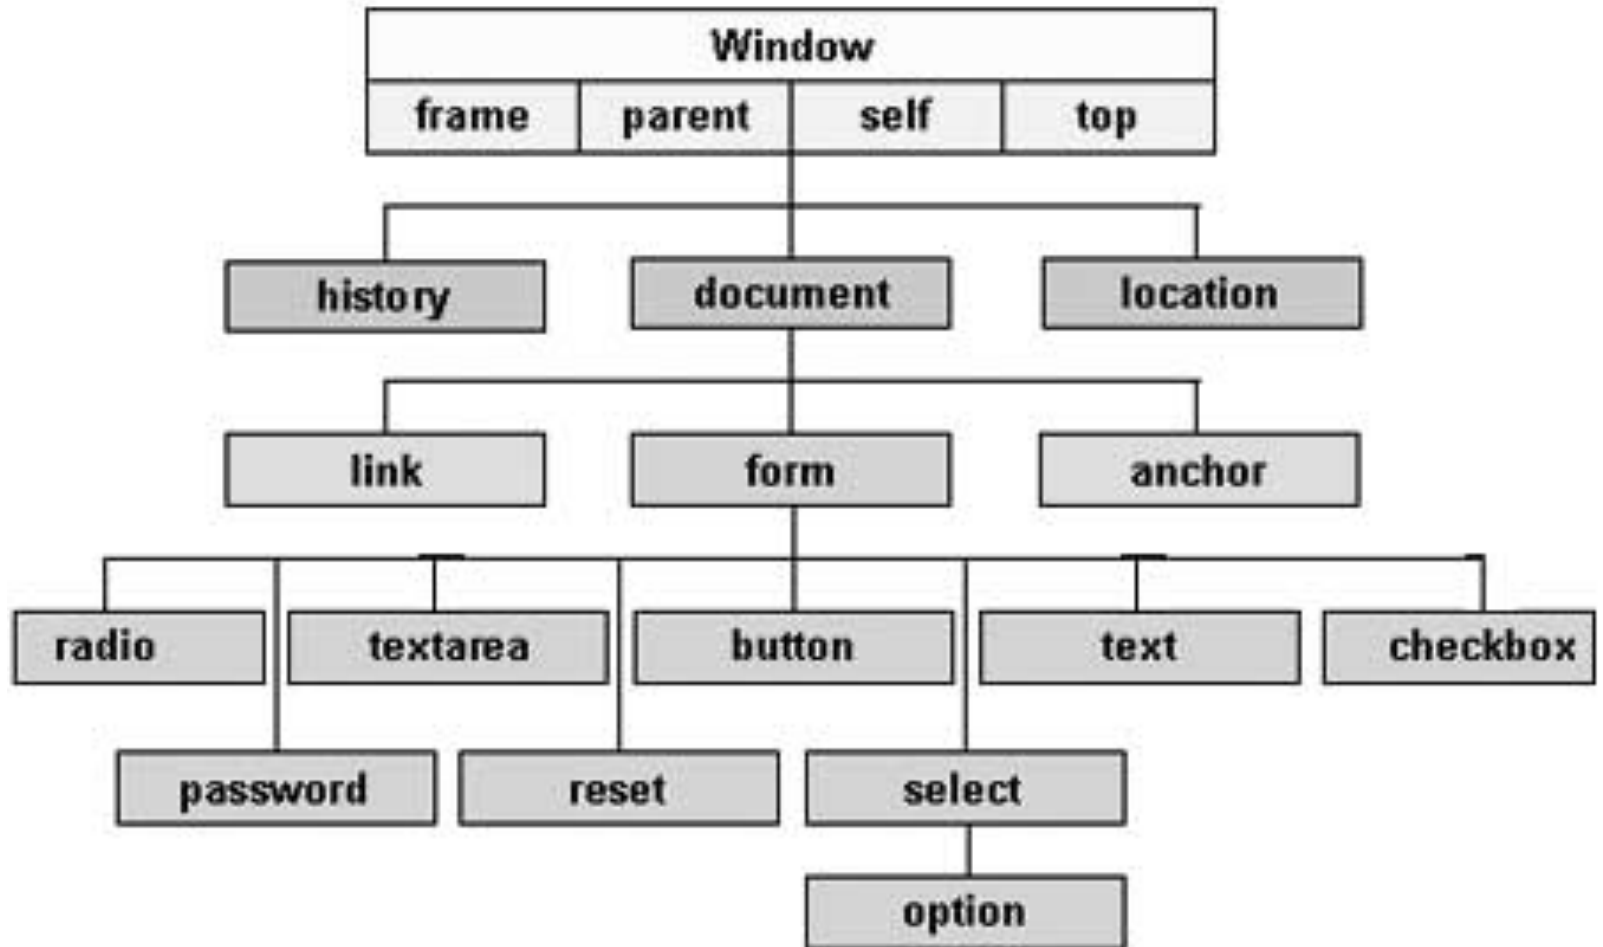 Window
frame parent self top
history document location
link form anchor
radio textarea button text checkbox
password reset select
option